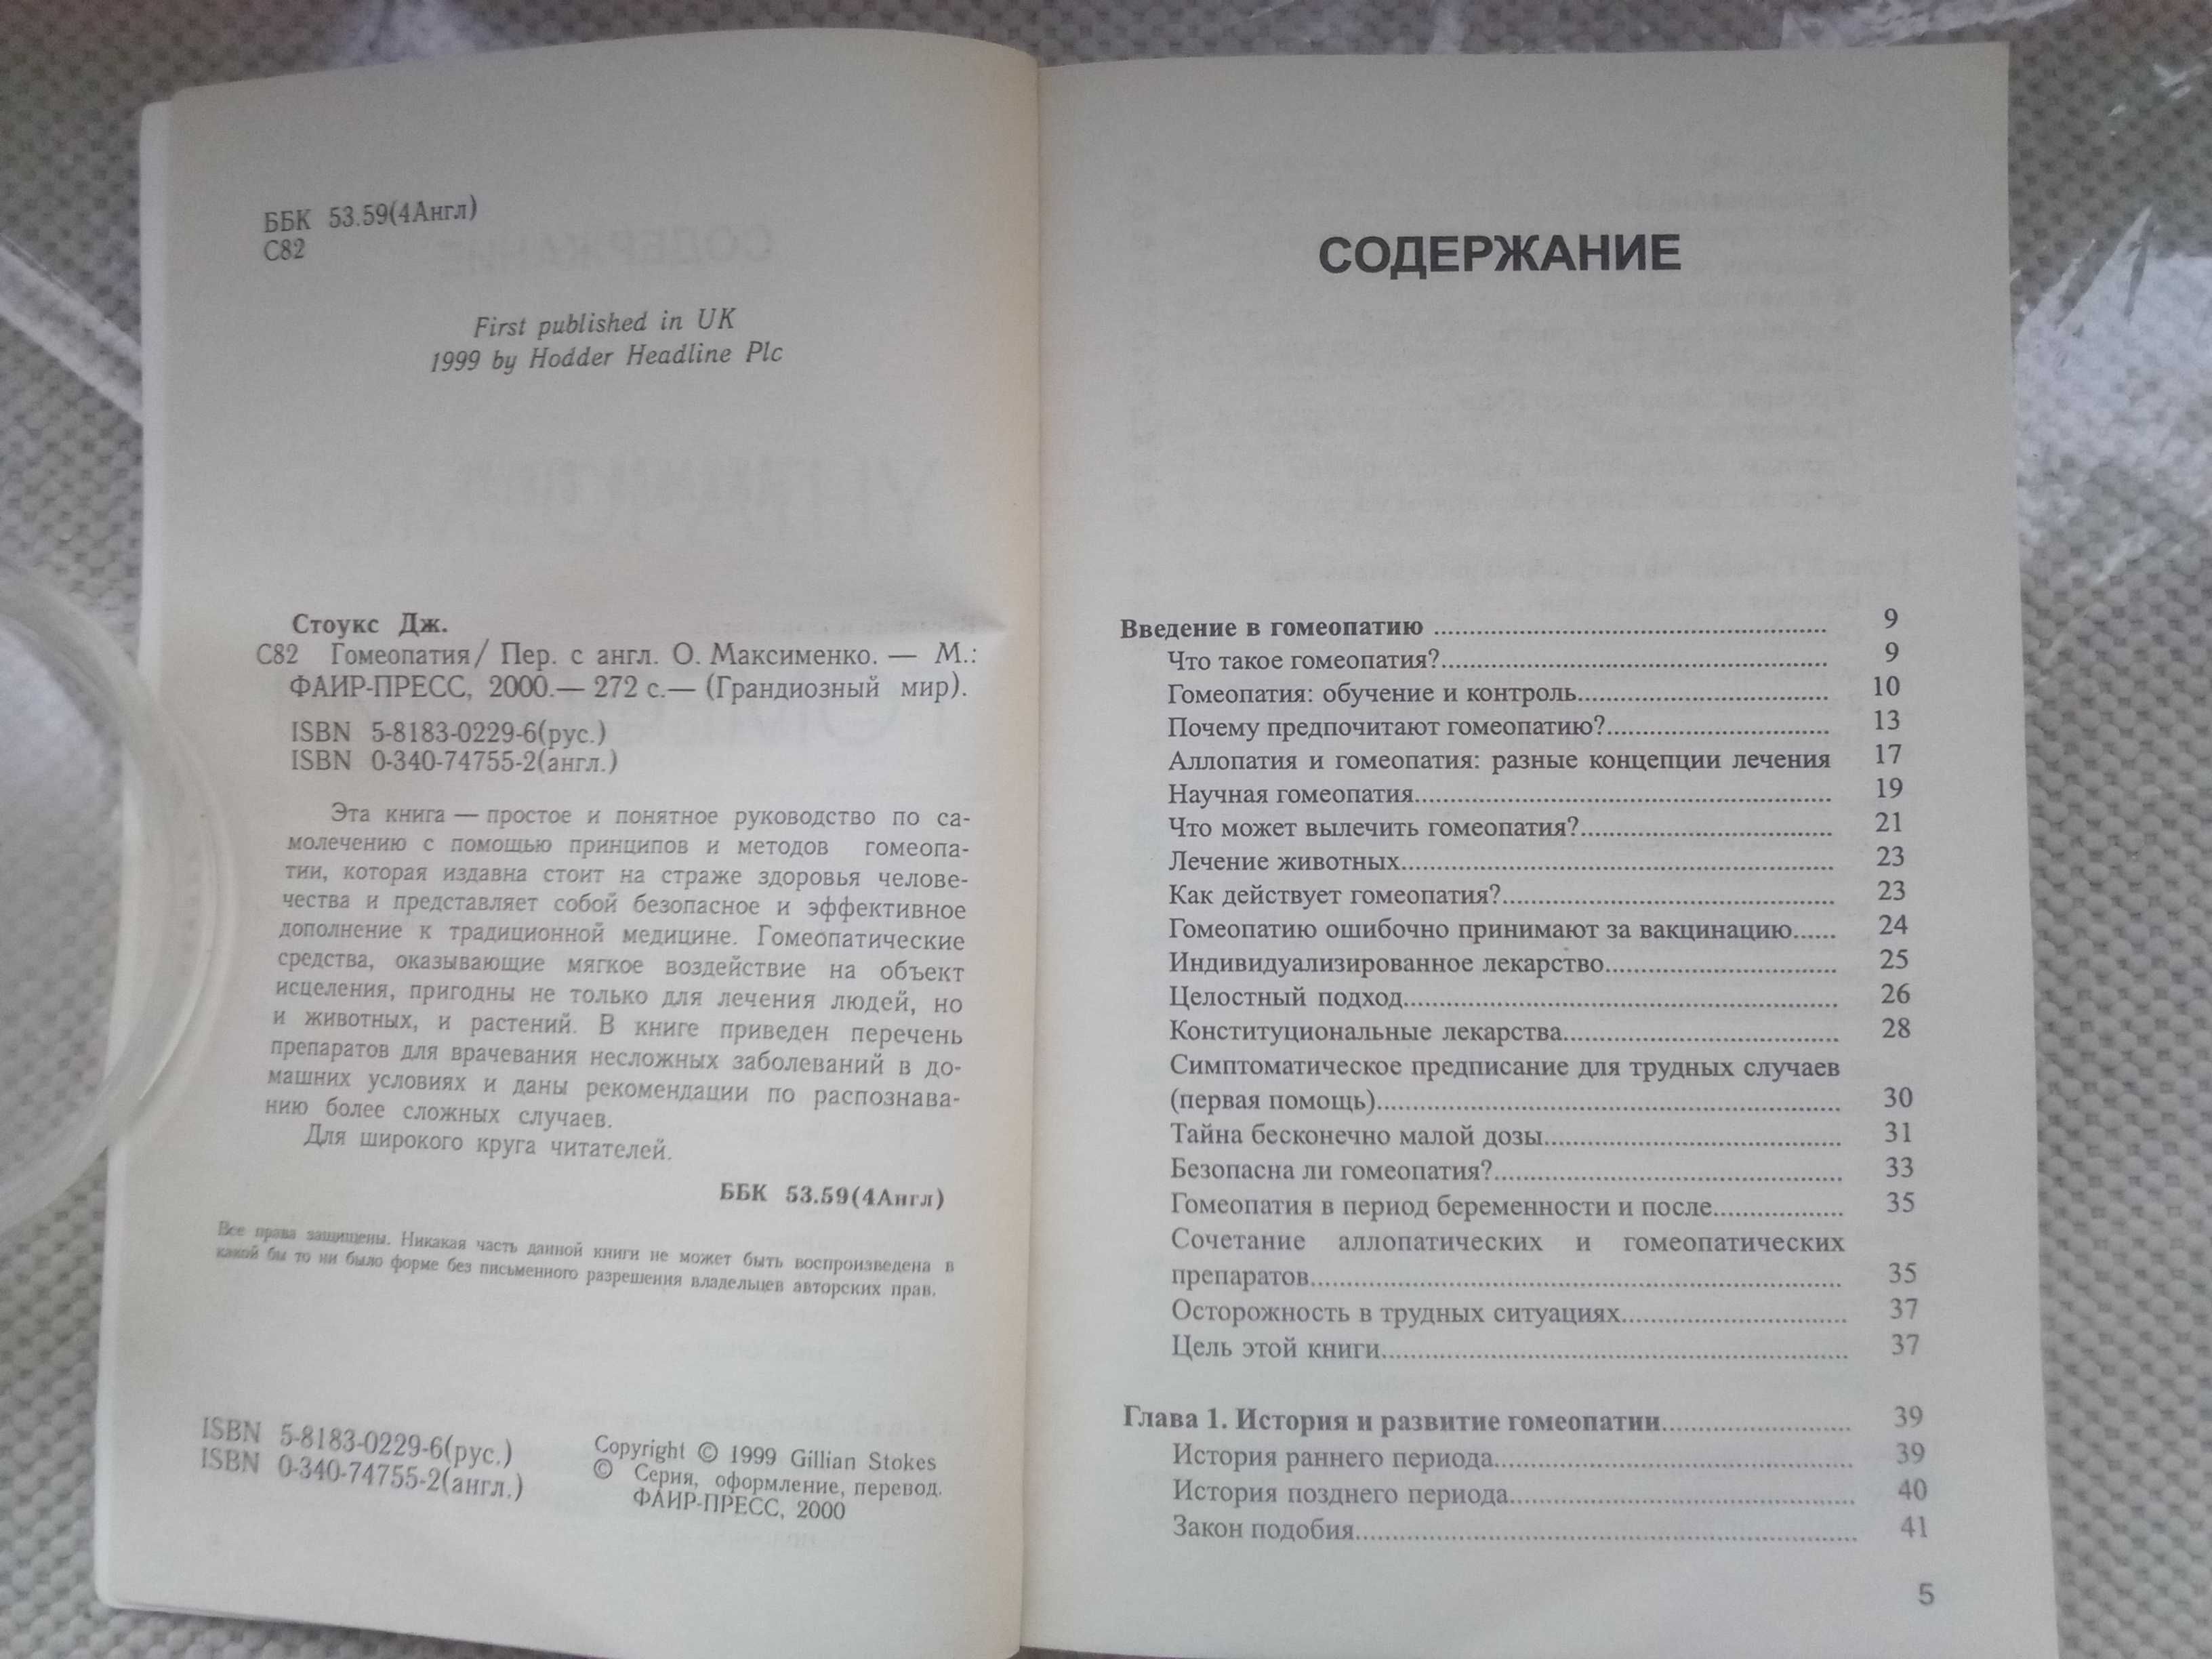 ББК 53.59(4Англ)
С82
First published in UK
1999 by Hodder Headline Plc
Стоукс Дж.
С82 Гомеопатия/ Пер. с англ. О. Максименко. — М.:
ФАИР-ПРЕСС, 2000.— 272 с.— (Грандиозный мир).
ISBN 5-8183-0229-6(рус.)
ISBN 0-340-74755-2(англ.)
Эта книга — простое и понятное руководство по са-
молечению с помощью принципов и методов гомеопа-
тии, которая издавна стоит на страже здоровья челове-
чества и представляет собой безопасное и эффективное
дополнение к традиционной медицине. Гомеопатические
средства, оказывающие мягкое воздействие на объект
исцеления, пригодны не только для лечения людей, но
и животных, и растений. В книге приведен перечень
препаратов для врачевания несложных заболеваний в до-
машних условиях и даны рекомендации по распознава-
нию более сложных случаев.
Для широкого круга читателей.
ББК 53.59(4Англ)
Все права защищены. Никакая часть данной книги не может быть воспроизведена в
какой бы то ни было форме без письменного разрешения владельцев авторских прав.
ISBN 5-8183-0229-6(рус.)
ISBN 0-340-74755-2(англ.)
Copyright © 1999 Gillian Stokes
© Серия, оформление, перевод.
ФАИР-ПРЕСС, 2000
СОДЕРЖАНИЕ
Введение в гомеопатию ........ 9
Что такое гомеопатия?........ 9
Гомеопатия: обучение и контроль........ 10
Почему предпочитают гомеопатию?........ 13
Аллопатия и гомеопатия: разные концепции лечения 17
Научная гомеопатия........ 19
Что может вылечить гомеопатия?........ 21
Лечение животных........ 23
Как действует гомеопатия?........ 23
Гомеопатию ошибочно принимают за вакцинацию...... 24
Индивидуализированное лекарство........ 25
Целостный подход........ 26
Конституциональные лекарства........ 28
Симптоматическое предписание для трудных случаев
(первая помощь)........ 30
Тайна бесконечно малой дозы........ 31
Безопасна ли гомеопатия?........ 33
Гомеопатия в период беременности и после........ 35
Сочетание аллопатических и гомеопатических
препаратов........ 35
Осторожность в трудных ситуациях........ 37
Цель этой книги........ 37
Глава 1. История и развитие гомеопатии........ 39
История раннего периода........ 39
История позднего периода........ 40
Закон подобия........ 41
5